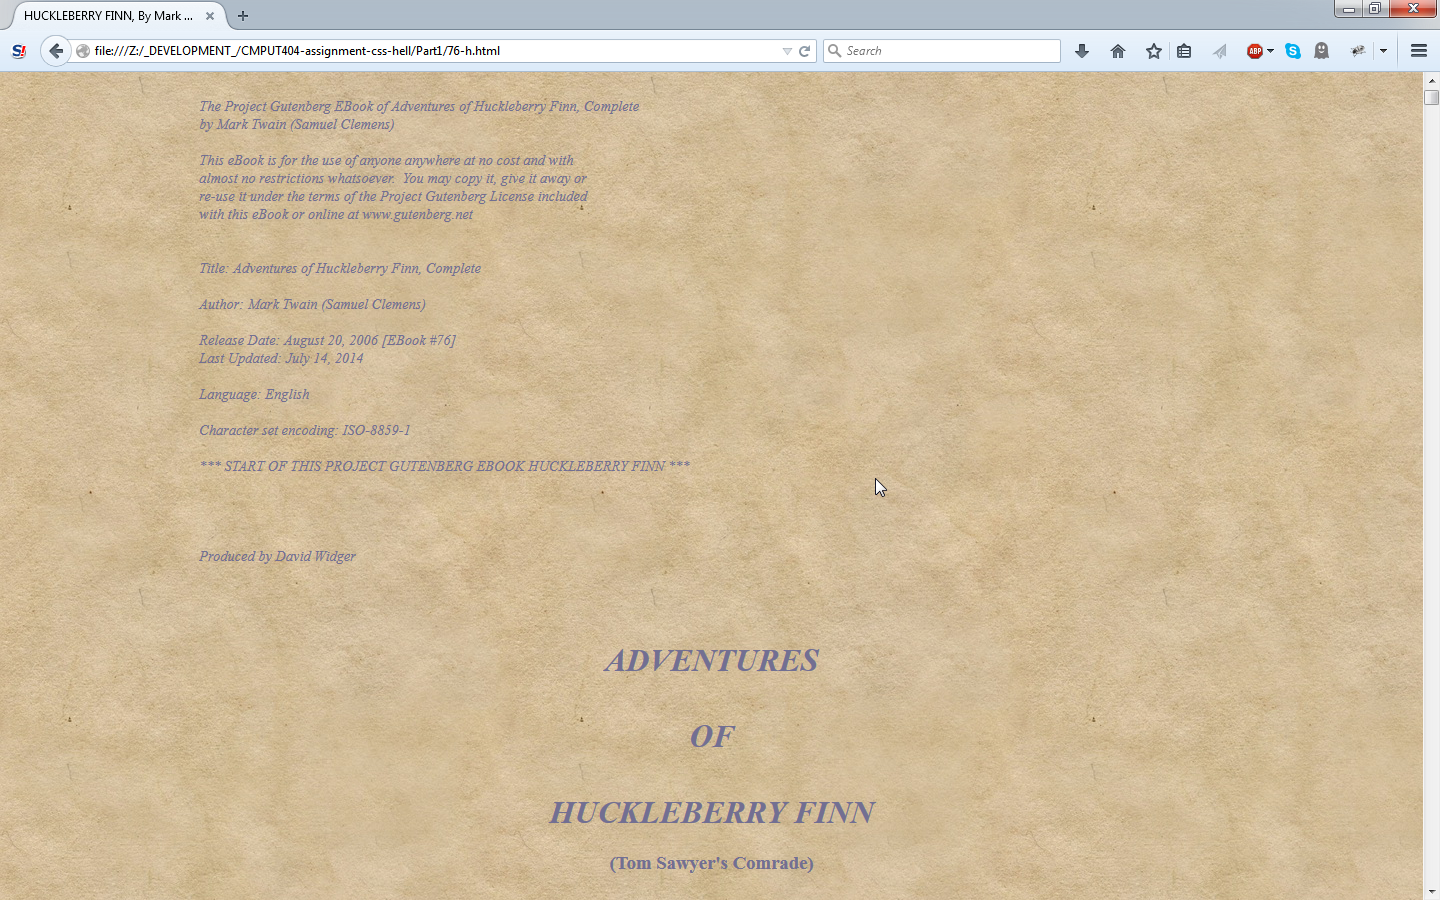 HUCKLEBERRY FINN, By Mark ...
file:///Z:/_DEVELOPMENT_/CMPUT404-assignment-css-hell/Part1/76-h.html
Search
ABP
The Project Gutenberg EBook of Adventures of Huckleberry Finn, Complete
by Mark Twain (Samuel Clemens)
This eBook is for the use of anyone anywhere at no cost and with
almost no restrictions whatsoever.  You may copy it, give it away or
re-use it under the terms of the Project Gutenberg License included
with this eBook or online at www.gutenberg.net
Title: Adventures of Huckleberry Finn, Complete
Author: Mark Twain (Samuel Clemens)
Release Date: August 20, 2006 [EBook #76]
Last Updated: July 14, 2014
Language: English
Character set encoding: ISO-8859-1
*** START OF THIS PROJECT GUTENBERG EBOOK HUCKLEBERRY FINN ***
Produced by David Widger
ADVENTURES
OF
HUCKLEBERRY FINN
(Tom Sawyer's Comrade)